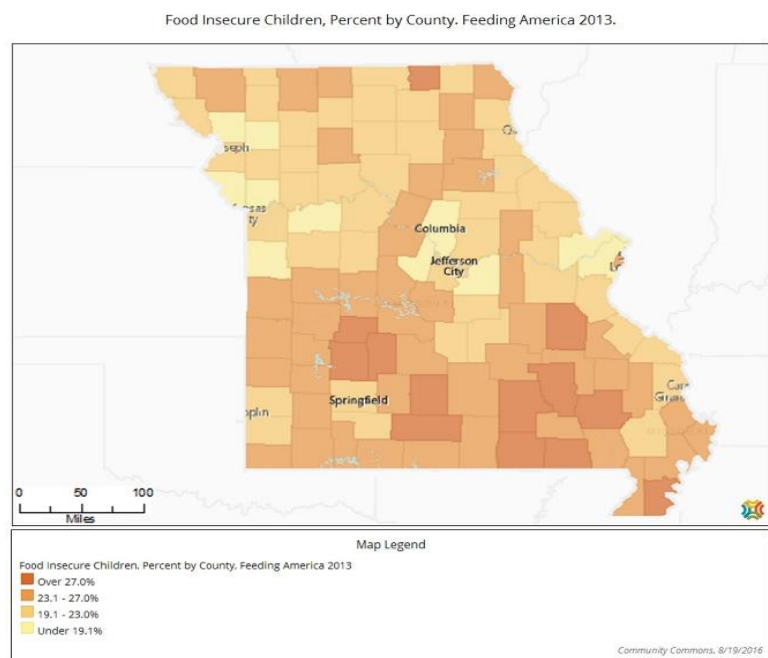 Food Insecure Children, Percent by County. Feeding America 2013.
seph
Columbia
Jefferson
City
Springfield
oplin
0 50 100
Miles
Map Legend
Food Insecure Children, Percent by County. Feeding America 2013
Over 27.0%
23.1 - 27.0%
19.1 - 23.0%
Under 19.1%
Community Commons, 8/19/2016